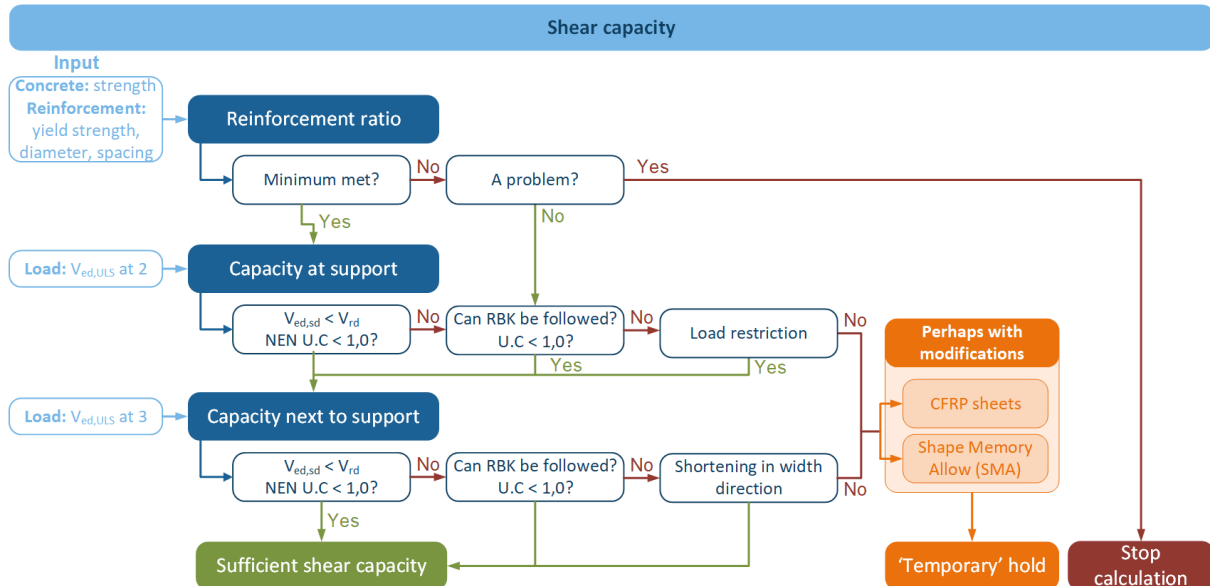 Shear capacity
Input
Concrete: strength
Reinforcement:
yield strength,
diameter, spacing
Reinforcement ratio
Minimum met?
No
A problem?
Yes
Yes
No
Load: Ved,ULS at 2
Capacity at support
Ved,sd < Vrd
NEN U.C < 1,0?
No
Can RBK be followed?
U.C < 1,0?
No
Load restriction
No
Yes
Yes
Perhaps with
modifications
CFRP sheets
Shape Memory
Allow (SMA)
Load: Ved,ULS at 3
Capacity next to support
Ved,sd < Vrd
NEN U.C < 1,0?
No
Can RBK be followed?
U.C < 1,0?
No
Shortening in width
direction
No
Yes
Sufficient shear capacity
‘Temporary’ hold
Stop
calculation